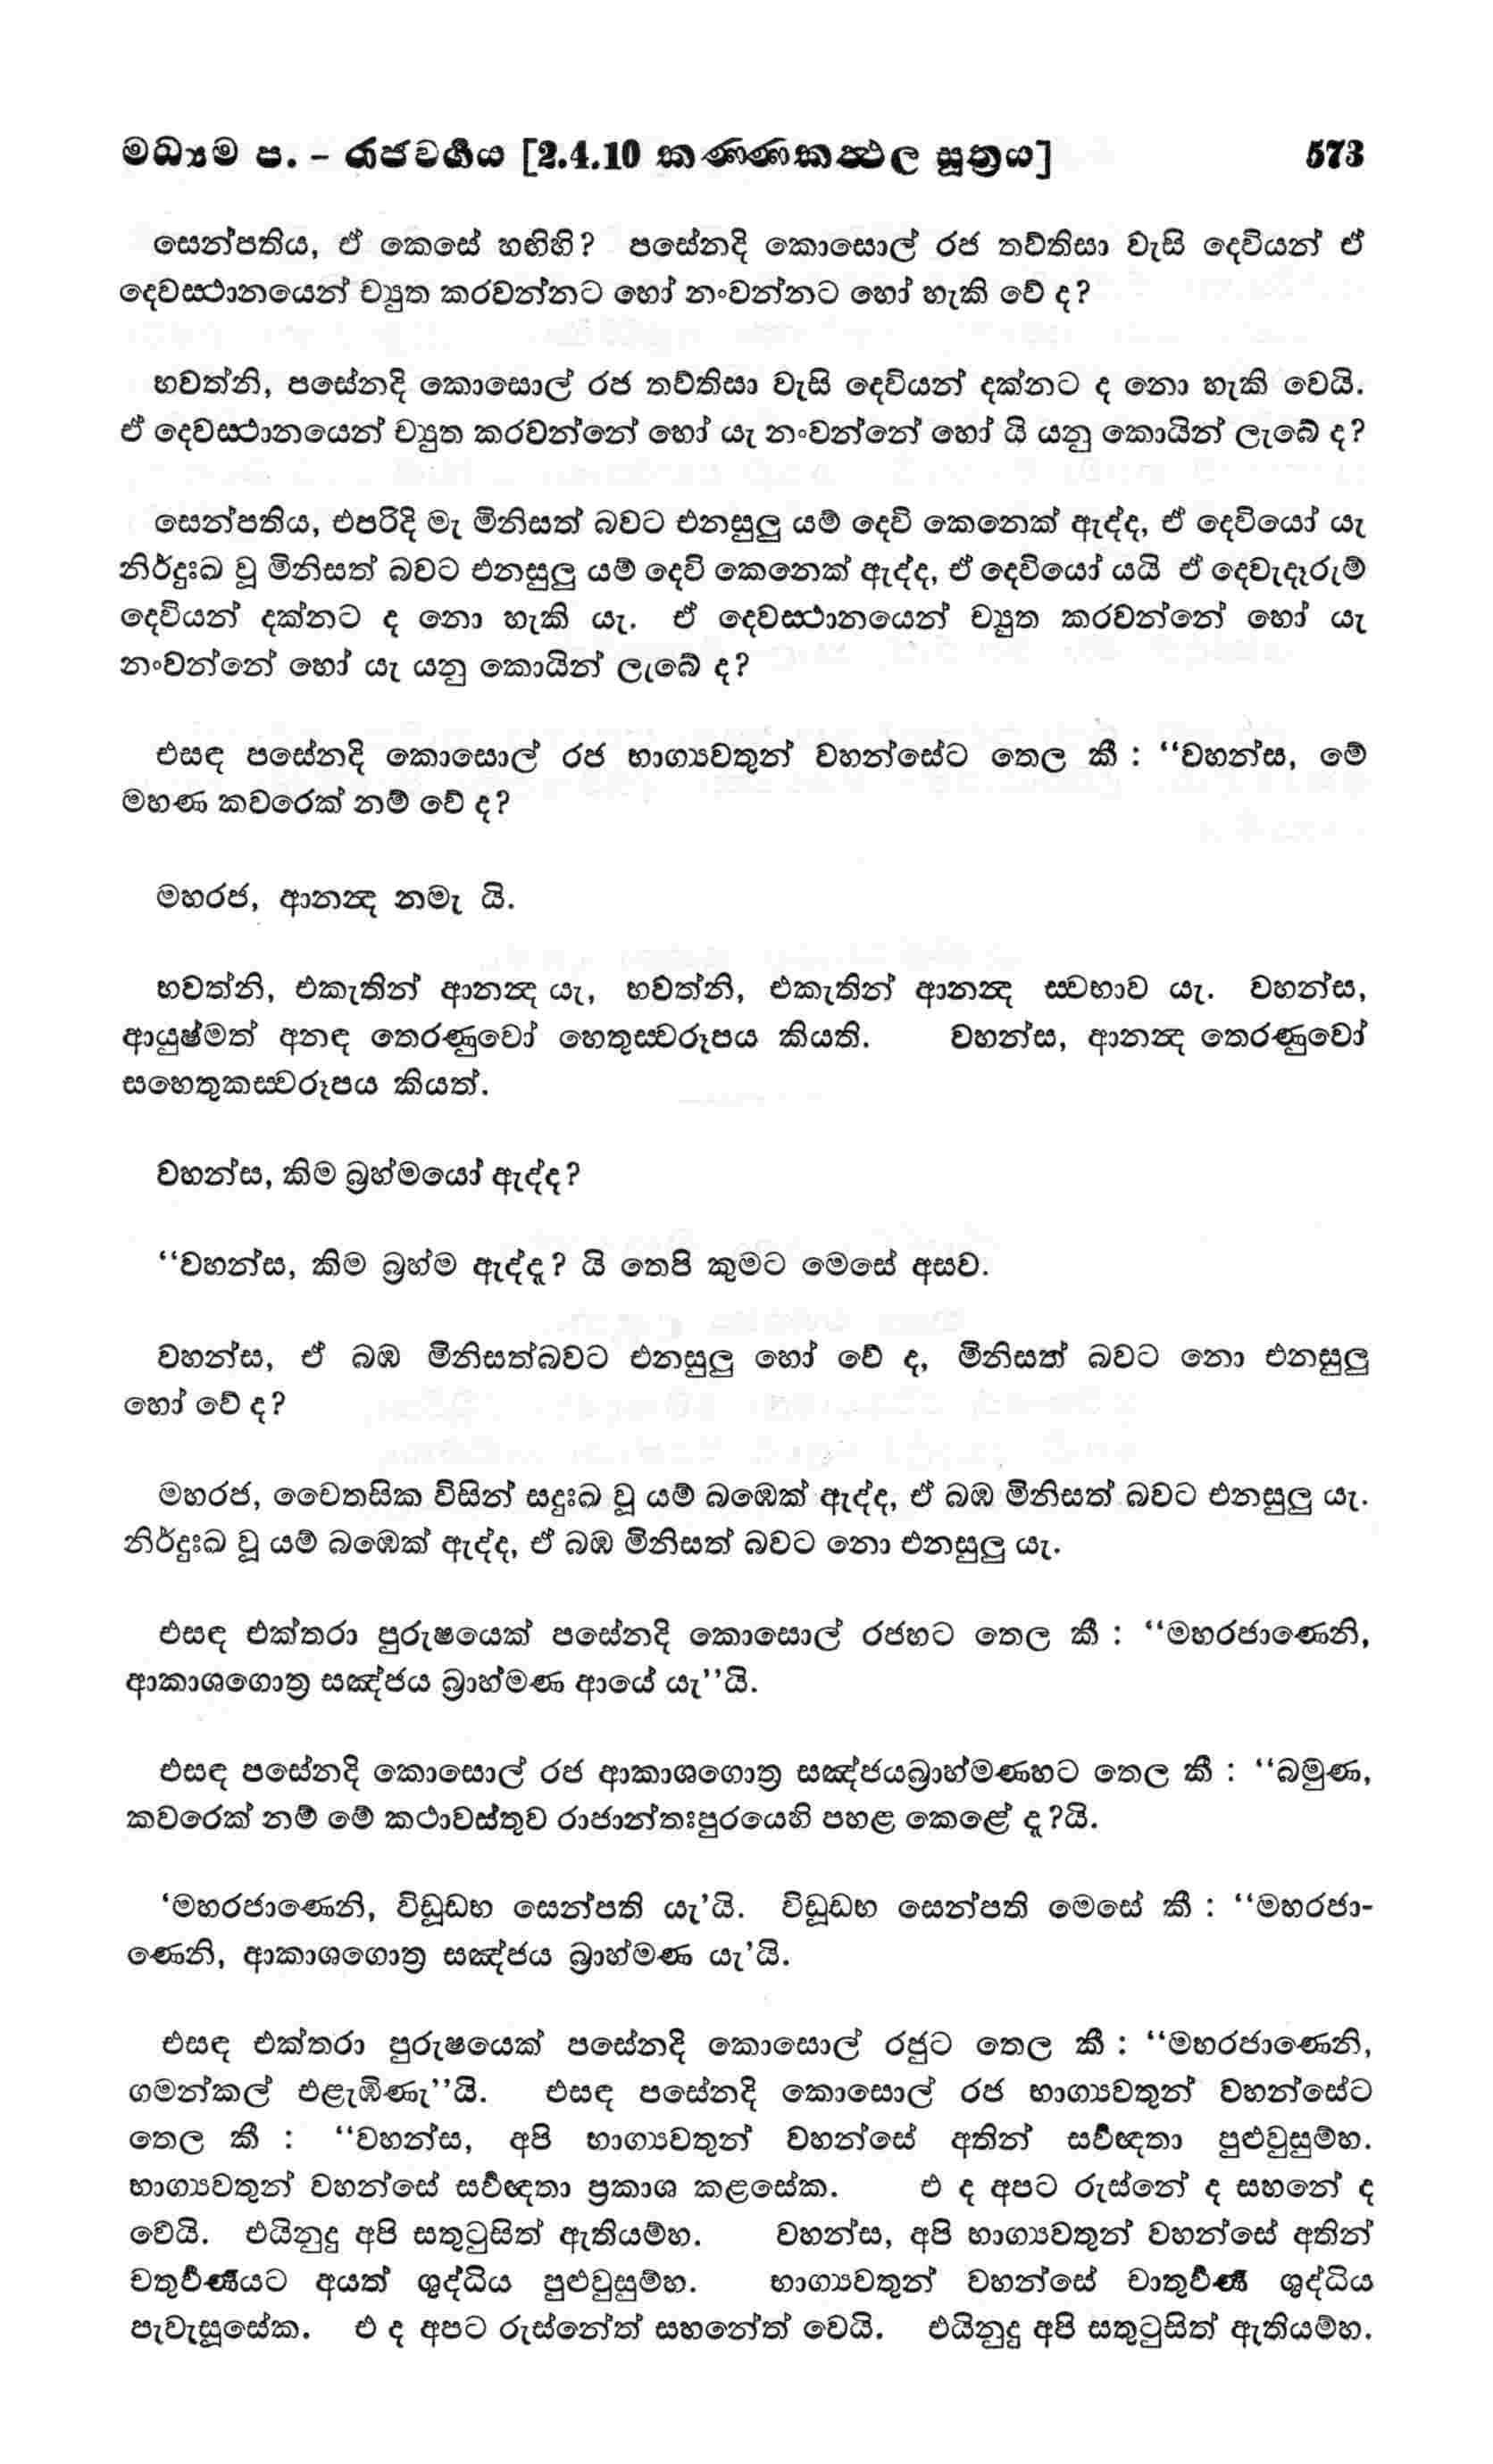 මධ්‍යම ප. – රාජවර්‍ගය [2.4.10 කණ්ණකත්‍ථල සූත්‍රය] 573
සෙන්පතිය, ඒ කෙසේ හඟිහි? පසේනදි කොසොල් රජ තව්තිසා වැසි දෙවියන් ඒ
දෙවස්‍ථානයෙන් ච්‍යුත කරවන්නට හෝ නංවන්නට හෝ හැකි වේ ද?
භවත්නි, පසේනදි කොසොල් රජ තව්තිසා වැසි දෙවියන් දක්නට ද නො හැකි වෙයි.
ඒ දෙවස්‍ථානයෙන් ච්‍යුත කරවන්නේ හෝ යැ නංවන්නේ හෝ යි යනු කොයින් ලැබේ ද?
සෙන්පතිය, එපරිදි මැ මිනිසත් බවට එනසුලු යම් දෙවි කෙනෙක් ඇද්ද, ඒ දෙවියෝ යැ
නිර්දුඃඛ වූ මිනිසත් බවට එනසුලු යම් දෙවි කෙනෙක් ඇද්ද, ඒ දෙවියෝ යයි ඒ දෙවැදෑරුම්
දෙවියන් දක්නට ද නො හැකි යැ. ඒ දෙවස්‍ථානයෙන් ච්‍යුත කරවන්නේ හෝ යැ
නංවන්නේ හෝ යැ යනු කොයින් ලැබේ ද?
එසඳ පසේනදි කොසොල් රජ භාග්‍යවතුන් වහන්සේට තෙල කී : “වහන්ස, මේ
මහණ කවරෙක් නම් වේ ද?
මහරජ, ආනන්‍ද නමැ යි.
භවත්නි, එකැතින් ආනන්‍ද යැ, භවත්නි, එකැතින් ආනන්‍ද ස්‍වභාව යැ. වහන්ස,
ආයුෂ්මත් අනඳ තෙරණුවෝ හෙතුස්‍වරූපය කියති. වහන්ස, ආනන්‍ද තෙරණුවෝ
සහෙතුකස්‍වරූපය කියත්.
වහන්ස, කිම බ්‍රහ්මයෝ ඇද්ද?
“වහන්ස, කිම බ්‍රහ්ම ඇද්දූ? යි තෙපි කුමට මෙසේ අසව.
වහන්ස, ඒ බඹ මිනිසත්බවට එනසුලු හෝ වේ ද, මිනිසත් බවට නො එනසුලු
හෝ වේ ද?
මහරජ, චෛතසික විසින් සදුඃඛ වූ යම් බඹෙක් ඇද්ද, ඒ බඹ මිනිසත් බවට එනසුලු යැ.
නිර්දුඃඛ වූ යම් බඹෙක් ඇද්ද, ඒ බඹ මිනිසත් බවට නො එනසුලු යැ.
එසඳ එක්තරා පුරුෂයෙක් පසේනදි කොසොල් රජහට තෙල කී : “මහරජාණෙනි,
ආකාශගොත්‍ර සඤ්ජය බ්‍රාහ්මණ ආයේ යැ”යි.
එසඳ පසේනදි කොසොල් රජ ආකාශගොත්‍ර සඤ්ජයබ්‍රාහ්මණහට තෙල කී : “බමුණ,
කවරෙක් නම් මේ කථාවස්තුව රාජාන්තඃපුරයෙහි පහළ කෙළේ දූ?යි.
‘මහරජාණෙනි, විඩූඩභ සෙන්පති යැ’යි. විඩූඩභ සෙන්පති මෙසේ කී : “මහරජා-
ණෙනි, ආකාශගොත්‍ර සඤ්ජය බ්‍රාහ්මණ යැ’යි.
එසඳ එක්තරා පුරුෂයෙක් පසේනදි කොසොල් රජුට තෙල කී : “මහරජාණෙනි,
ගමන්කල් එළැඹිණැ”යි. එසඳ පසේනදි කොසොල් රජ භාග්‍යවතුන් වහන්සේට
තෙල කී : “වහන්ස, අපි භාග්‍යවතුන් වහන්සේ අතින් සර්‍වඥතා පුළුවුසුම්හ.
භාග්‍යවතුන් වහන්සේ සර්‍වඥතා ප්‍රකාශ කළසේක. එ ද අපට රුස්නේ ද සහනේ ද
වෙයි. එයිනුදු අපි සතුටුසිත් ඇතියම්හ. වහන්ස, අපි භාග්‍යවතුන් වහන්සේ අතින්
චතුර්‍වර්‍ණයට අයත් ශුද්ධිය පුළුවුසුම්හ. භාග්‍යවතුන් වහන්සේ චාතුර්‍වර්‍ණ ශුද්ධිය
පැවැසූසේක. එ ද අපට රුස්නේත් සහනේත් වෙයි. එයිනුදු අපි සතුටුසිත් ඇතියම්හ.